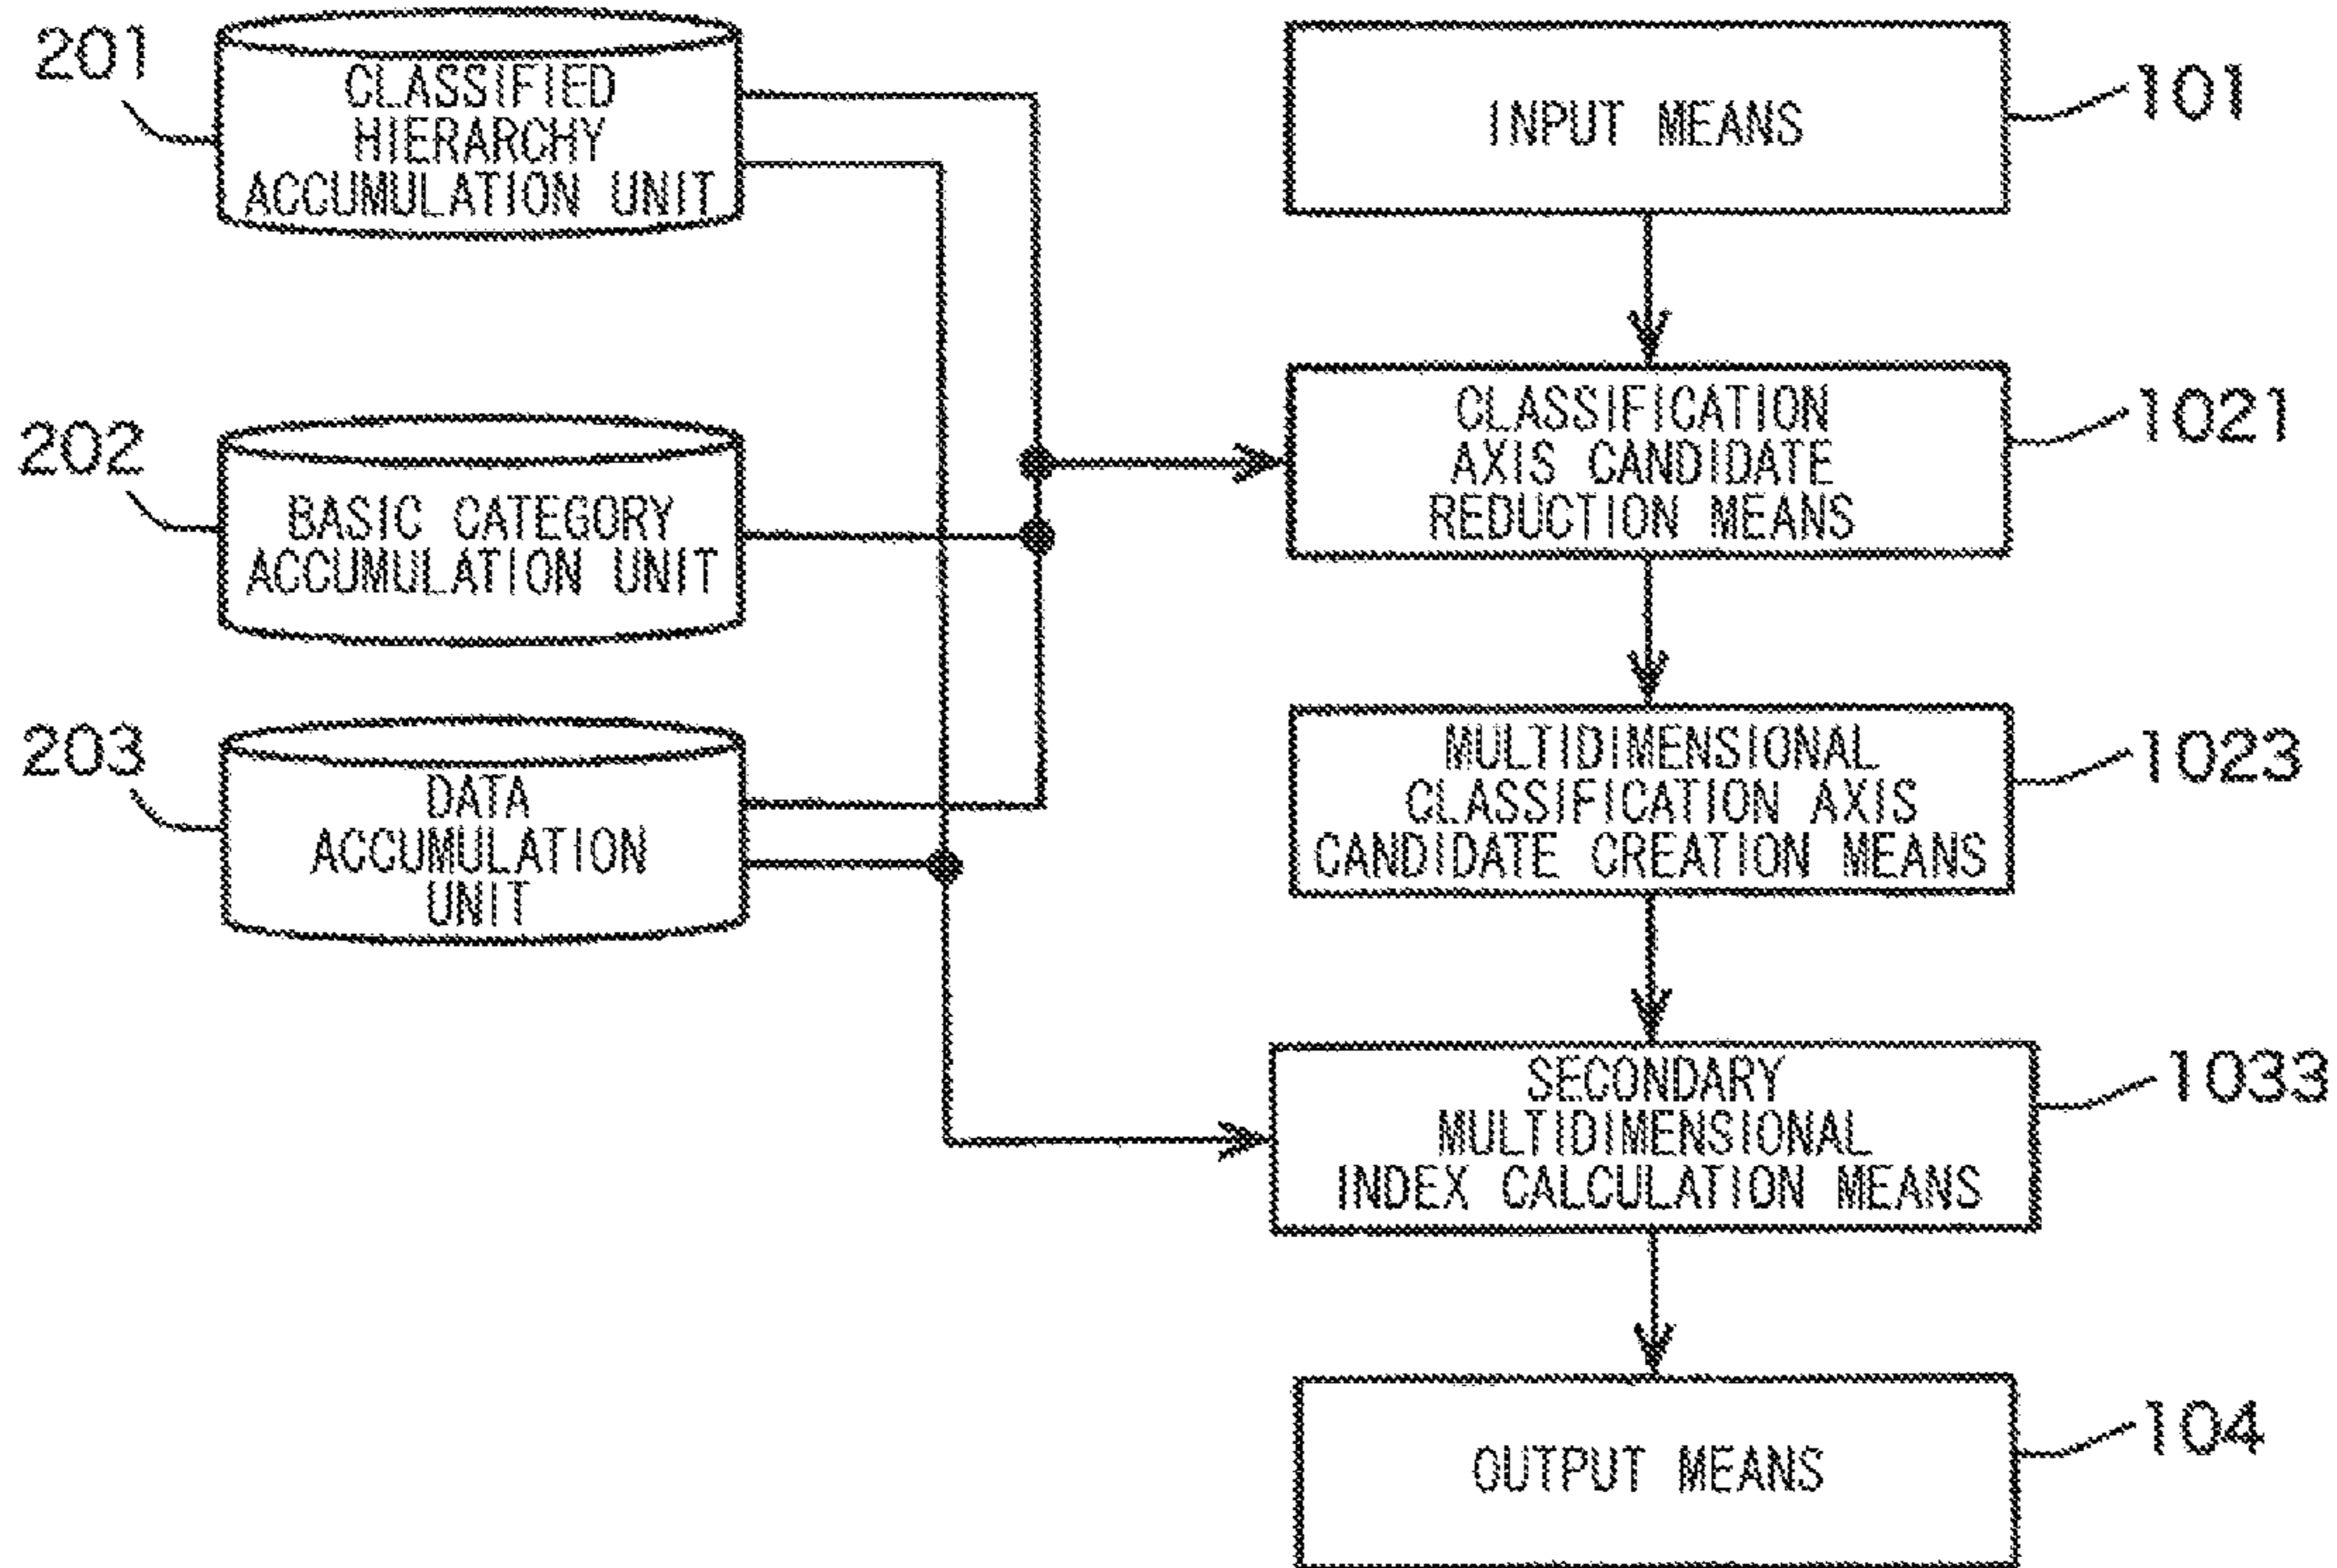 201
CLASSIFIED
HIERARCHY
ACCUMULATION UNIT
202
BASIC CATEGORY
ACCUMULATION UNIT
203
DATA
ACCUMULATION
UNIT
INPUT MEANS
101
CLASSIFICATION
AXIS CANDIDATE
REDUCTION MEANS
1021
MULTIDIMENSIONAL
CLASSIFICATION AXIS
CANDIDATE CREATION MEANS
1023
SECONDARY
MULTIDIMENSIONAL
INDEX CALCULATION MEANS
1033
OUTPUT MEANS
104